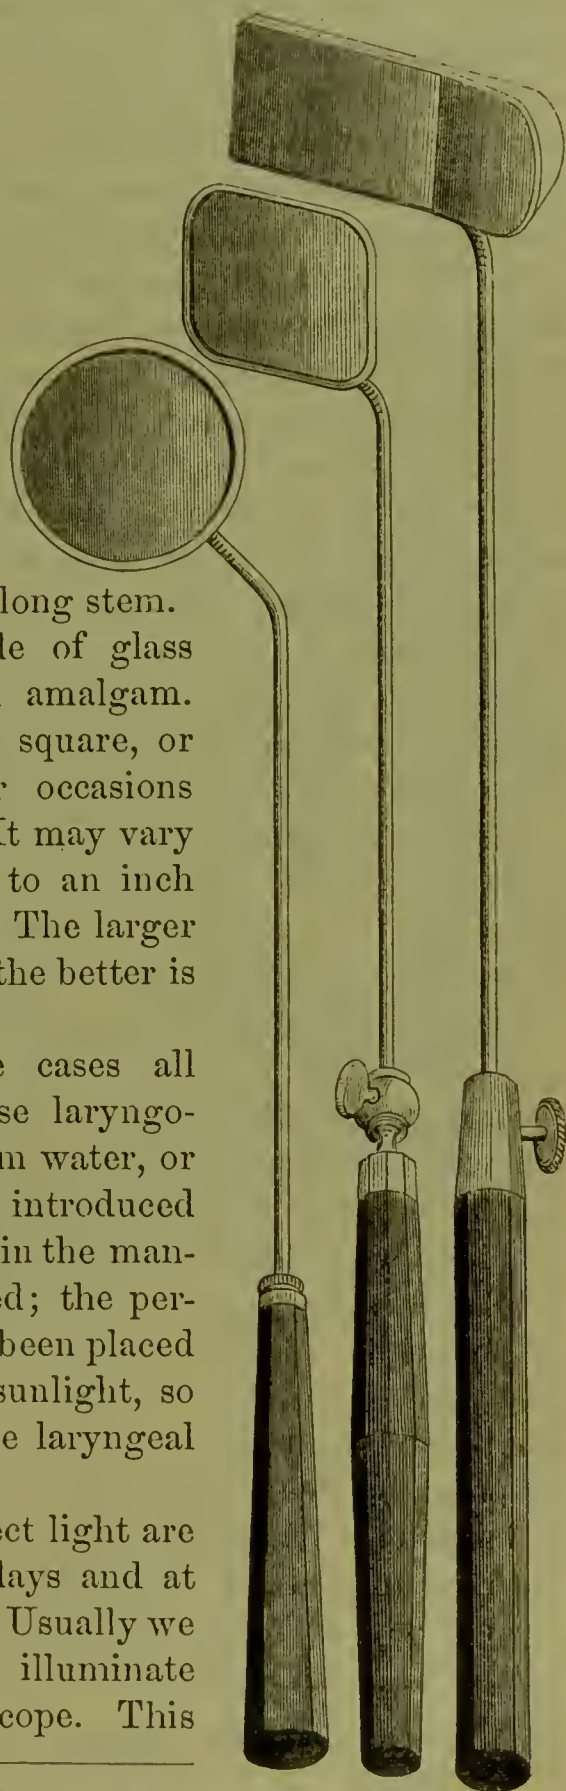 long stem.
le of glass
amalgam.
square, or
r occasions
It may vary
to an inch
The larger
the better is
e cases all
se laryngo-
m water, or
introduced
in the man-
ed; the per-
been placed
sunlight, so
e laryngeal
ect light are
days and at
Usually we
illuminate
cope. This